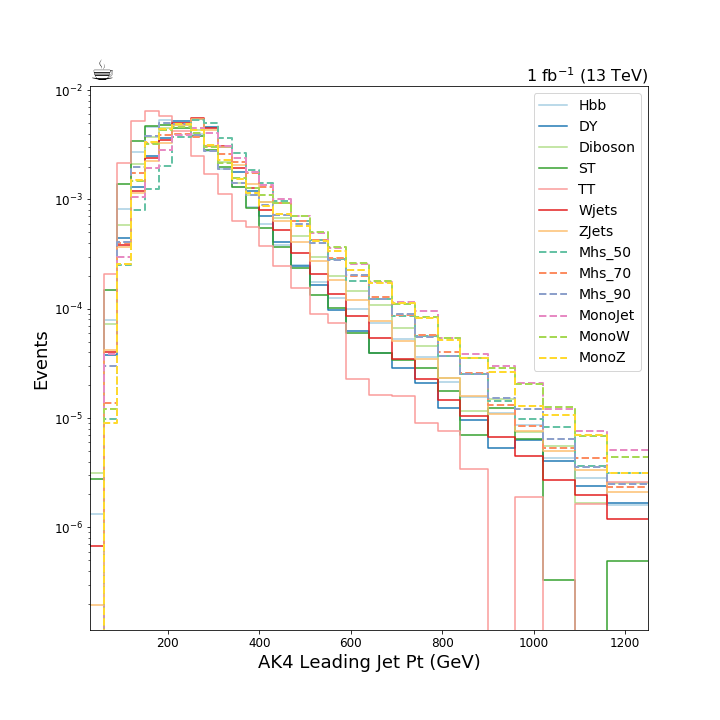 ☕ 1 fb⁻¹ (13 TeV)
10⁻²
10⁻³
10⁻⁴
10⁻⁵
10⁻⁶
Events
Hbb
DY
Diboson
ST
TT
Wjets
ZJets
Mhs_50
Mhs_70
Mhs_90
MonoJet
MonoW
MonoZ
200 400 600 800 1000 1200
AK4 Leading Jet Pt (GeV)